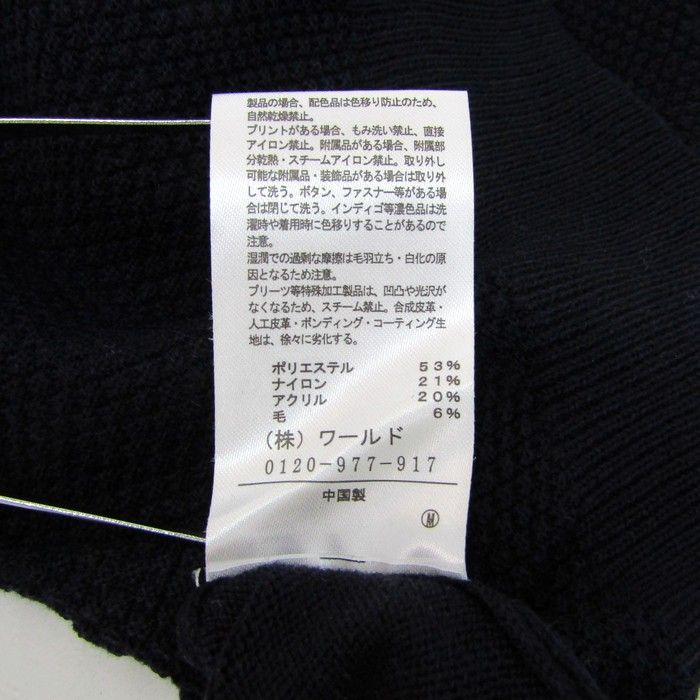 製品の場合、配色品は色移り防止のため、
自然乾燥禁止。
プリントがある場合、もみ洗い禁止、直接
アイロン禁止。附属品がある場合、附属部
分乾熱・スチームアイロン禁止。取り外し
可能な附属品・装飾品がある場合は取り外
して洗う。ボタン、ファスナー等がある場
合は閉じて洗う。インディゴ等濃色品は洗
濯時や着用時に色移りすることがあるので
注意。
湿潤での過剰な摩擦は毛羽立ち・白化の原
因となるため注意。
プリーツ等特殊加工製品は、凹凸や光沢が
なくなるため、スチーム禁止。合成皮革・
人工皮革・ボンディング・コーティング生
地は、徐々に劣化する。
ポリエステル 53%
ナイロン 21%
アクリル 20%
毛 6%
(株)ワールド
0120-977-917
中国製